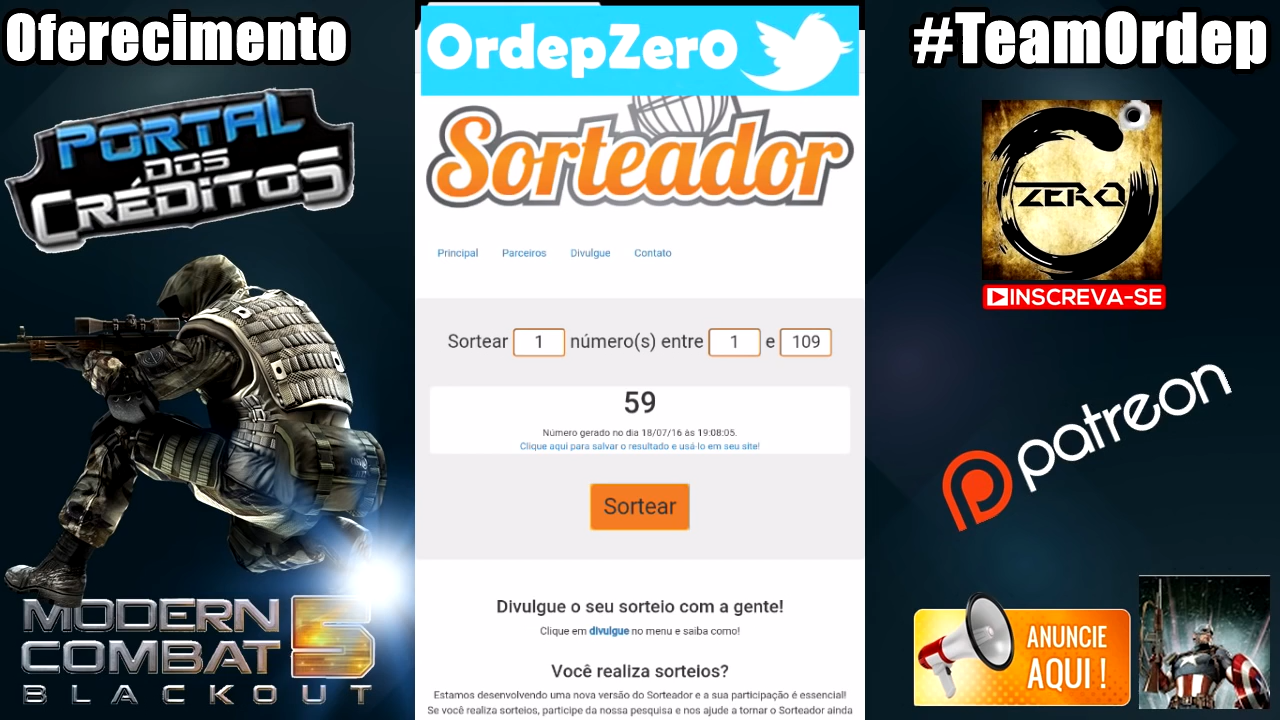 Oferecimento
PORTAL
DOS
CRÉDITOS
MODERN
COMBAT 5
BLACKOUT
OrdepZer0
Sorteador
Principal Parceiros Divulgue Contato
Sortear 1 número(s) entre 1 e 109
59
Número gerado no dia 18/07/16 às 19:08:05.
Clique aqui para salvar o resultado e usá-lo em seu site!
Sortear
Divulgue o seu sorteio com a gente!
Clique em divulgue no menu e saiba como!
Você realiza sorteios?
Estamos desenvolvendo uma nova versão do Sorteador e a sua participação é essencial!
Se você realiza sorteios, participe da nossa pesquisa e nos ajude a tornar o Sorteador ainda
#TeamOrdep
ZERO
INSCREVA-SE
patreon
ANUNCIE
AQUI !